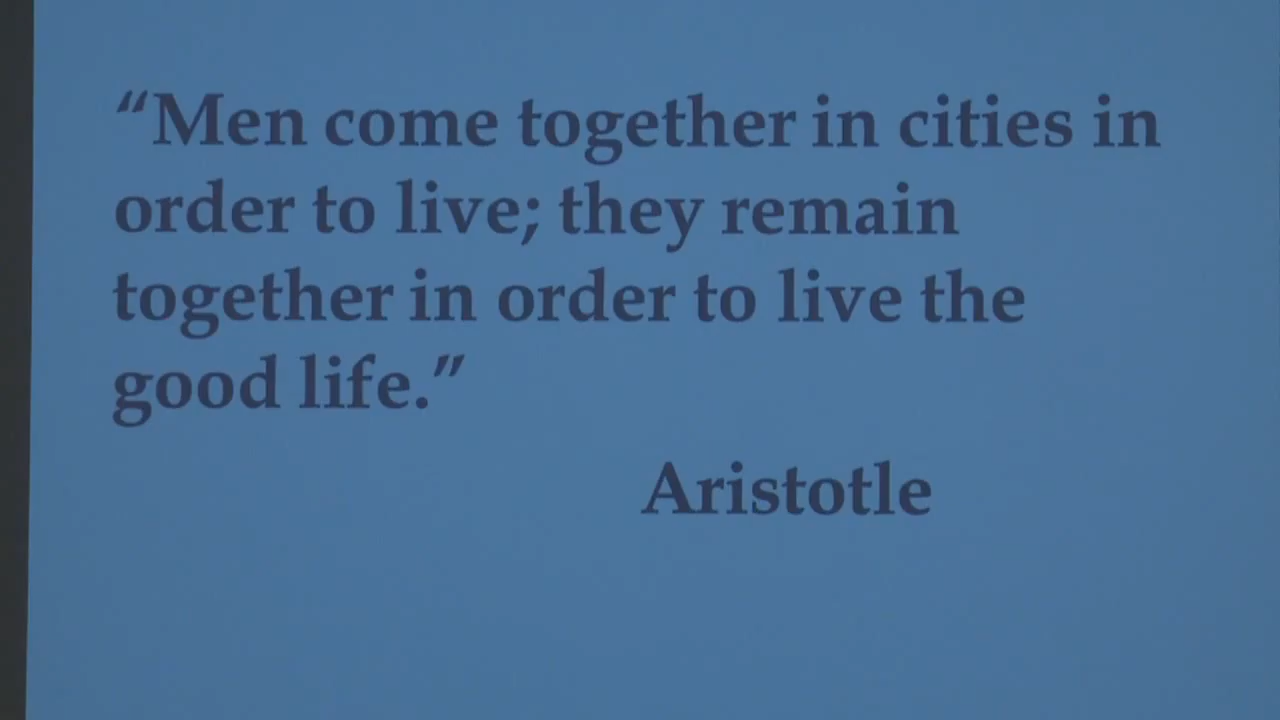 “Men come together in cities in
order to live; they remain
together in order to live the
good life.”
Aristotle